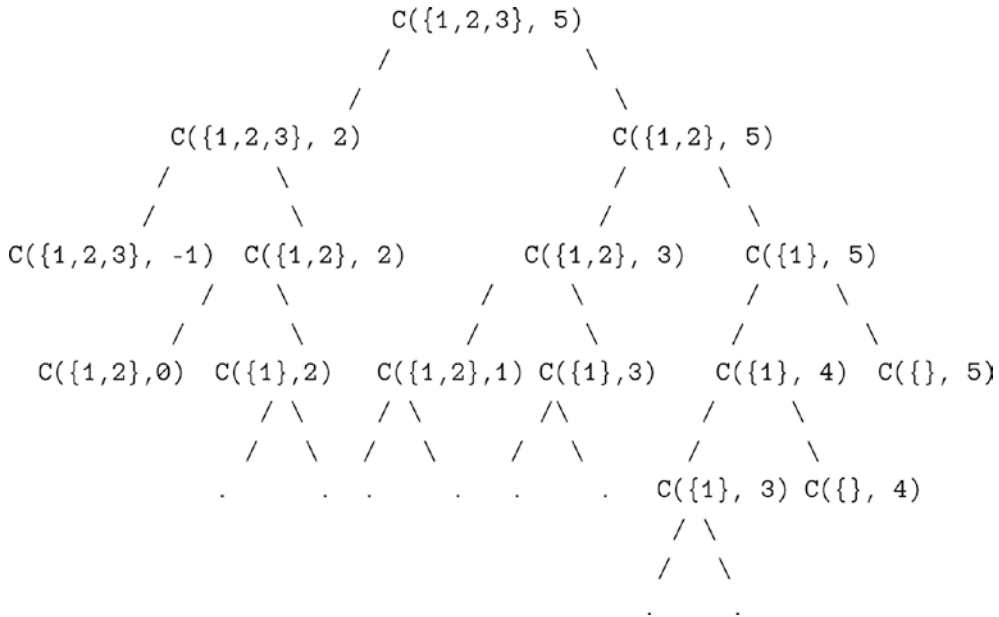 C({1,2,3}, 5)
/ \
/ \
C({1,2,3}, 2) C({1,2}, 5)
/ \ / \
/ \ / \
C({1,2,3}, -1) C({1,2}, 2) C({1,2}, 3) C({1}, 5)
/ \ / \ / \
/ \ / \ / \
C({1,2},0) C({1},2) C({1,2},1) C({1},3) C({1}, 4) C({}, 5)
/ \ / \ / \ / \
/ \ / \ / \ / \
. . . . . . C({1}, 3) C({}, 4)
/ \
/ \
. .